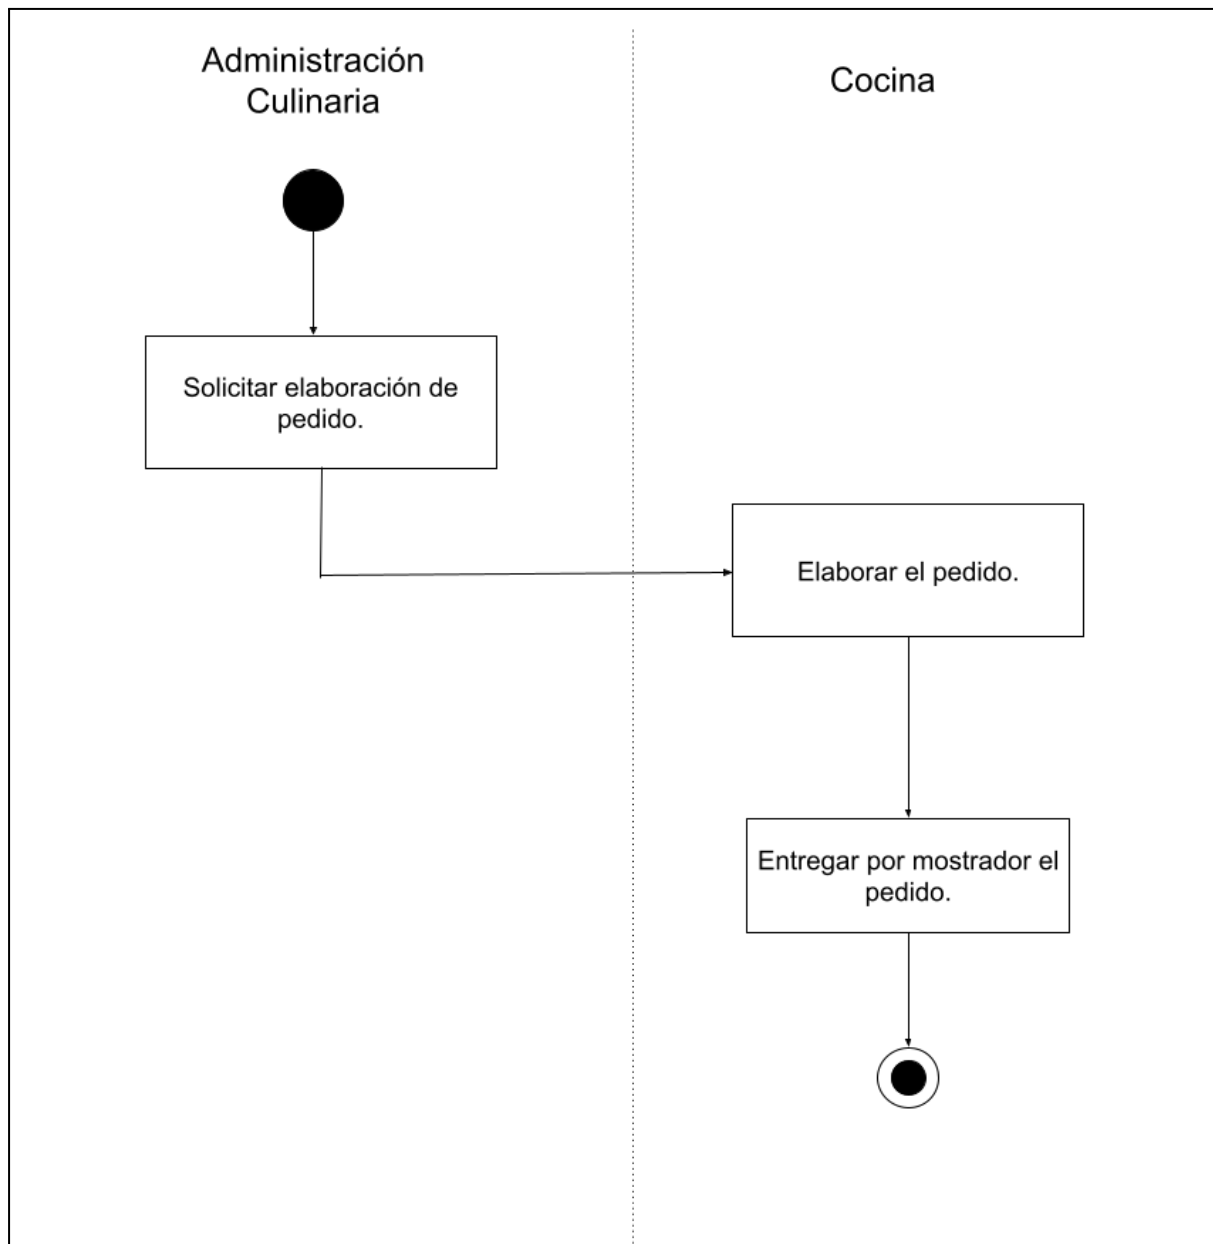 Administración
Culinaria
Cocina
Solicitar elaboración de
pedido.
Elaborar el pedido.
Entregar por mostrador el
pedido.